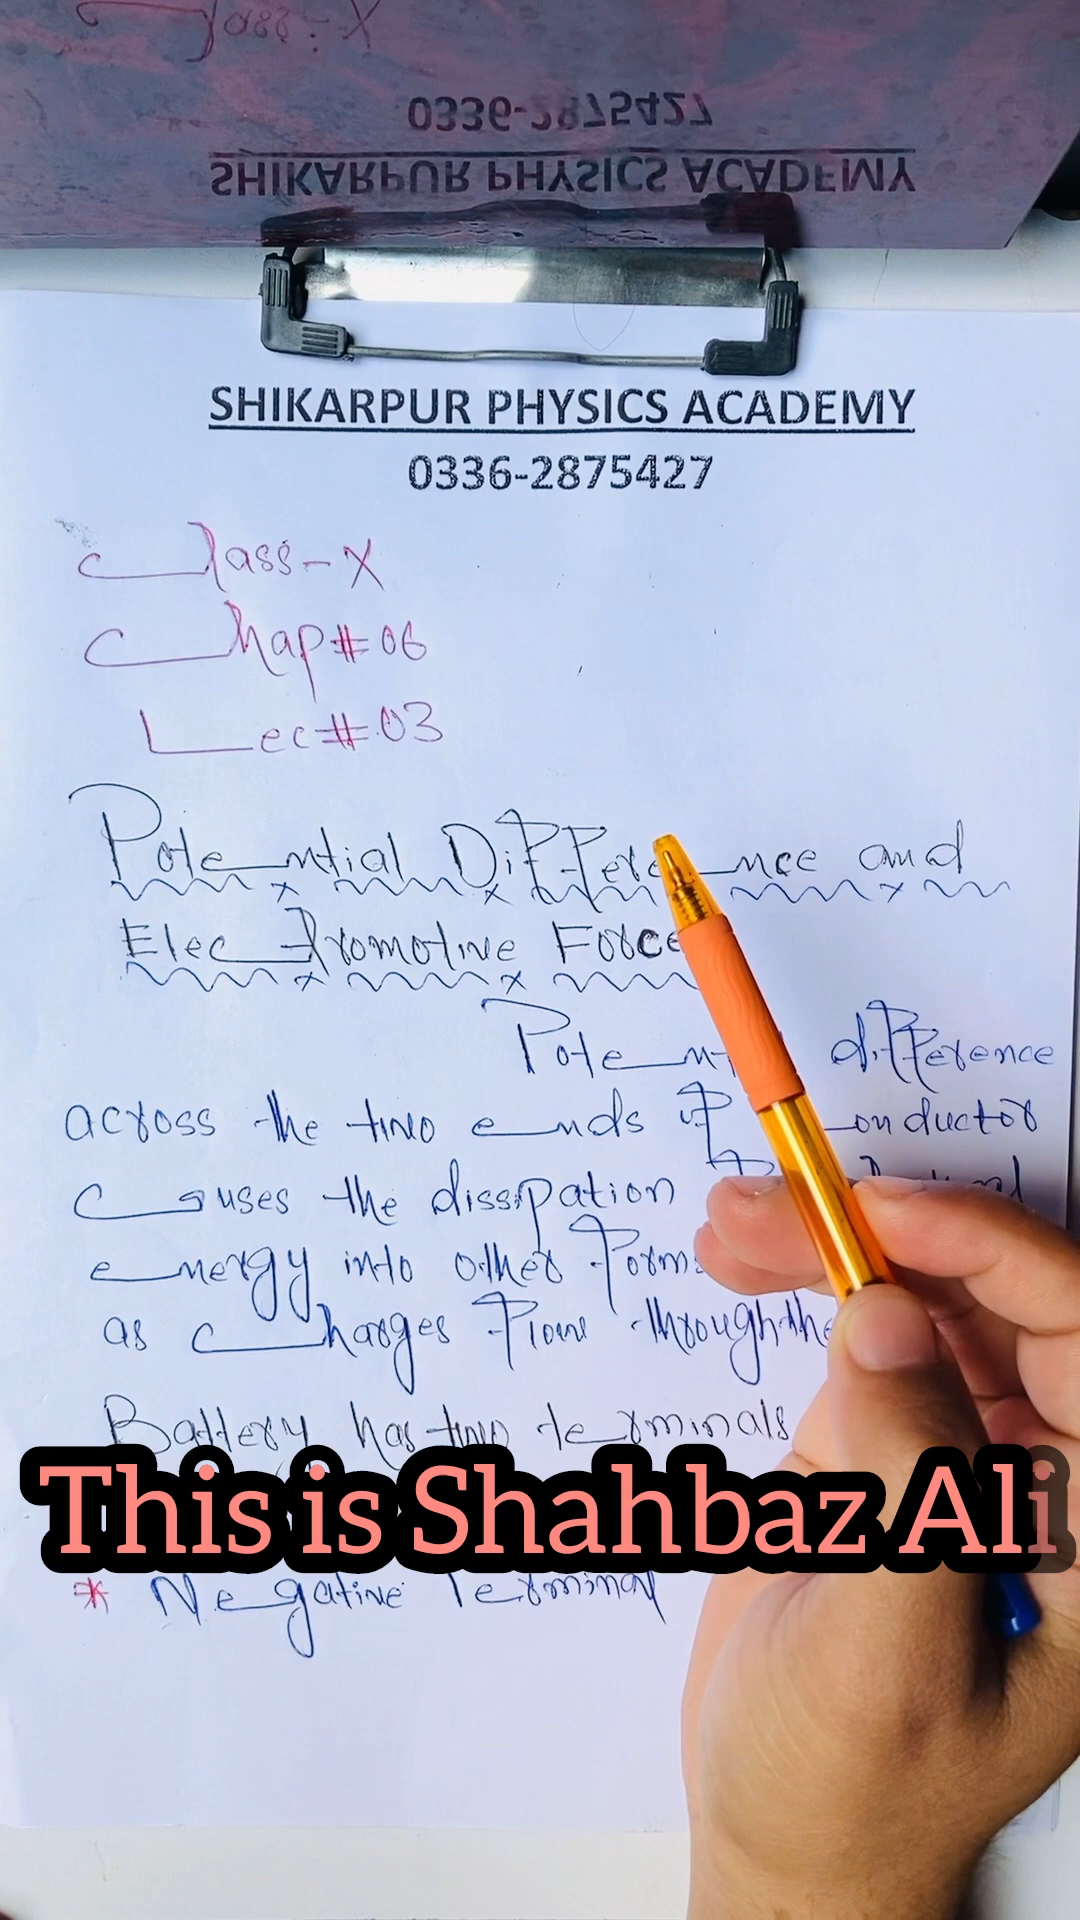 Class:-X
0336-2875427
SHIKARPUR PHYSICS ACADEMY
SHIKARPUR PHYSICS ACADEMY
0336-2875427
Class-X
Chap#06
Lec#03
Potential Difference and
Electromotive Force
Potent difference
across the two ends of conductor
causes the dissipation
energy into other forms
as charges flow through the
Battery has two terminals
This is Shahbaz Ali
* Negative Terminal